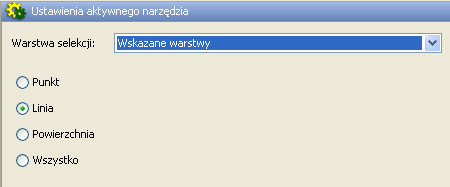 Ustawienia aktywnego narzędzia
Warstwa selekcji: Wskazane warstwy
Punkt
Linia
Powierzchnia
Wszystko